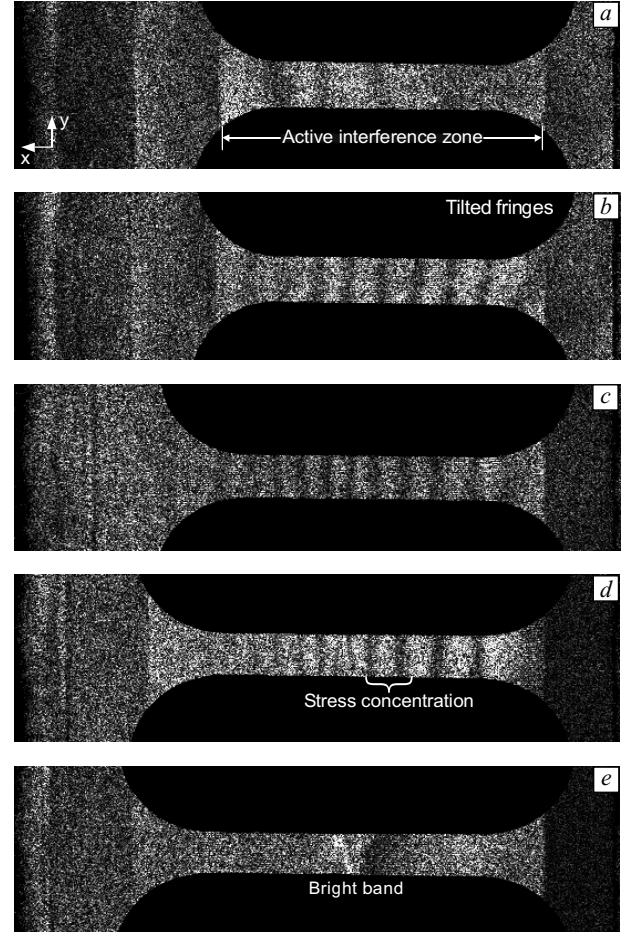 a
y
x
Active interference zone
Tilted fringes
b
c
d
Stress concentration
e
Bright band